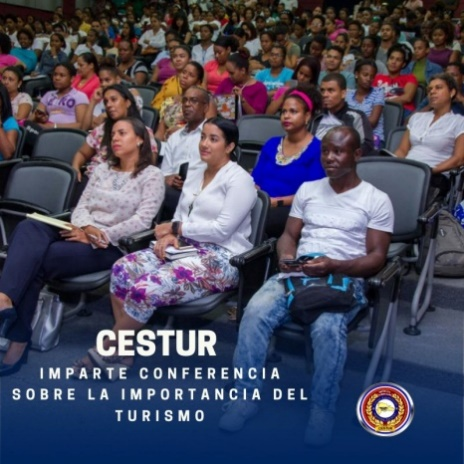 CESTUR
IMPARTE CONFERENCIA
SOBRE LA IMPORTANCIA DEL
TURISMO